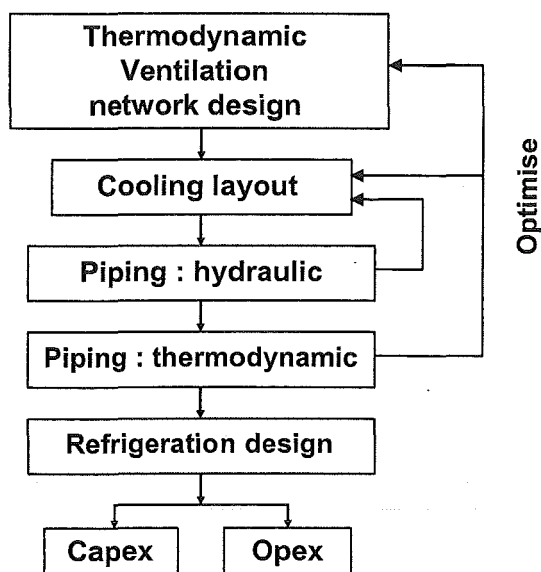 Thermodynamic
Ventilation
network design
Cooling layout
Optimise
Piping : hydraulic
Piping : thermodynamic
Refrigeration design
Capex
Opex